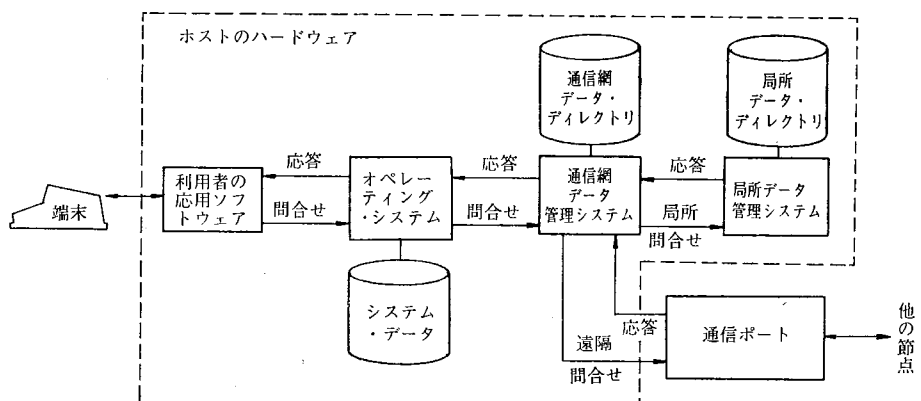 ホストのハードウェア
通信網
データ・
ディレクトリ
局所
データ・
ディレクトリ
端末
利用者の
応用ソフ
トウェア
応答
問合せ
オペレー
ティング
・システム
応答
問合せ
通信網
データ
管理システム
応答
局所
問合せ
局所データ
管理システム
システム
・データ
応答
遠隔
問合せ
通信ポート
他の節点